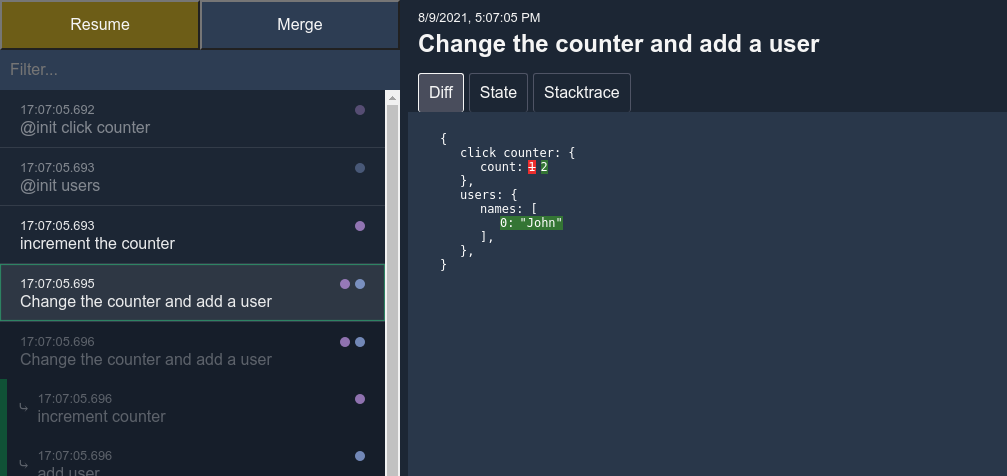 Resume
Merge
Filter...
17:07:05.692
@init click counter
17:07:05.693
@init users
17:07:05.693
increment the counter
17:07:05.695
Change the counter and add a user
17:07:05.696
Change the counter and add a user
17:07:05.696
increment counter
17:07:05.696
add user
8/9/2021, 5:07:05 PM
Change the counter and add a user
Diff
State
Stacktrace
{
click counter: {
count: 1 2
},
users: {
names: [
0: "John"
],
},
}